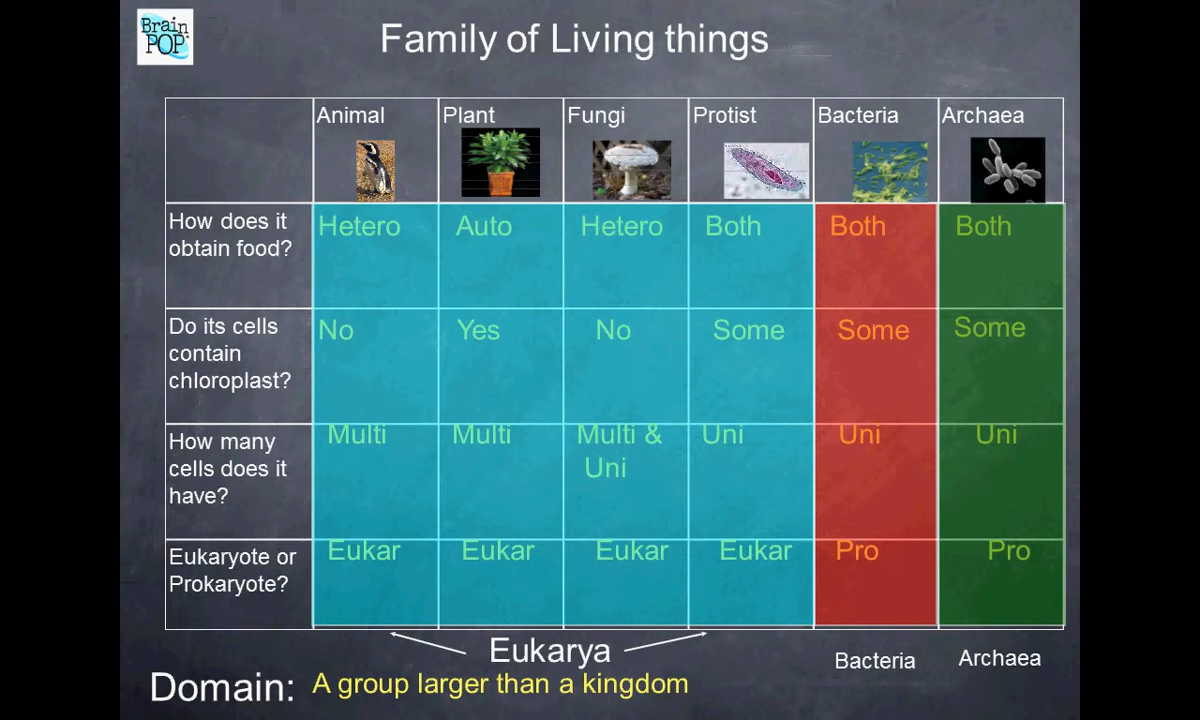 Brain
POP
Family of Living things
Animal Plant Fungi Protist Bacteria Archaea
How does it
obtain food?
Hetero Auto Hetero Both Both Both
Do its cells
contain
chloroplast?
No Yes No Some Some Some
How many
cells does it
have?
Multi Multi Multi &
Uni
Uni Uni Uni
Eukaryote or
Prokaryote?
Eukar Eukar Eukar Eukar Pro Pro
Eukarya Bacteria Archaea
Domain: A group larger than a kingdom